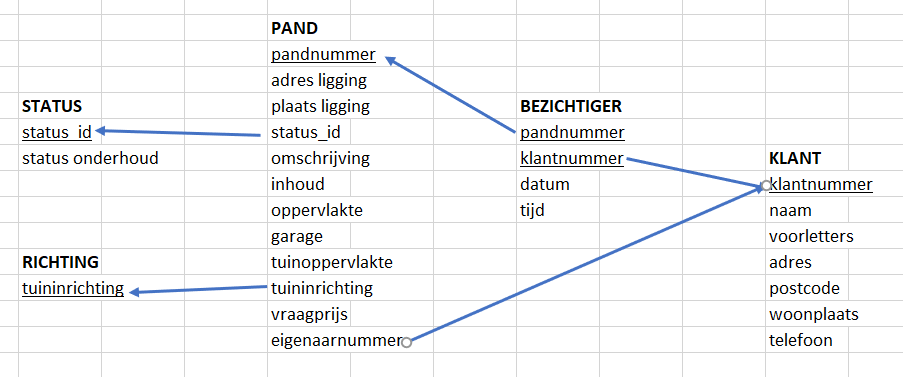 STATUS
status_id
status onderhoud
RICHTING
tuininrichting
PAND
pandnummer
adres ligging
plaats ligging
status_id
omschrijving
inhoud
oppervlakte
garage
tuinoppervlakte
tuininrichting
vraagprijs
eigenaarnummer
BEZICHTIGER
pandnummer
klantnummer
datum
tijd
KLANT
klantnummer
naam
voorletters
adres
postcode
woonplaats
telefoon